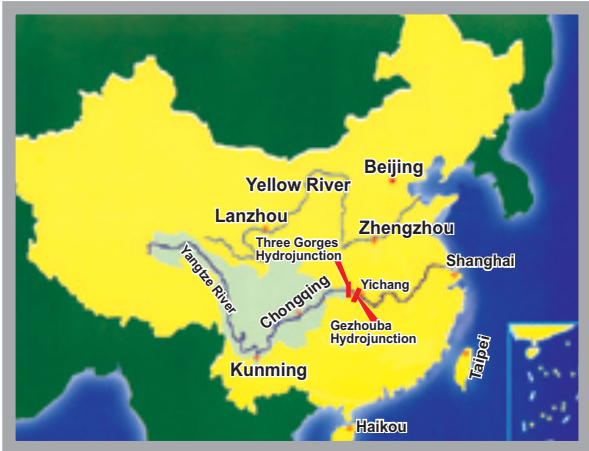 Beijing
Yellow River
Lanzhou
Zhengzhou
Three Gorges
Hydrojunction
Shanghai
Yangtze River
Yichang
Chongqing
Gezhouba
Hydrojunction
Kunming
Taipei
Haikou